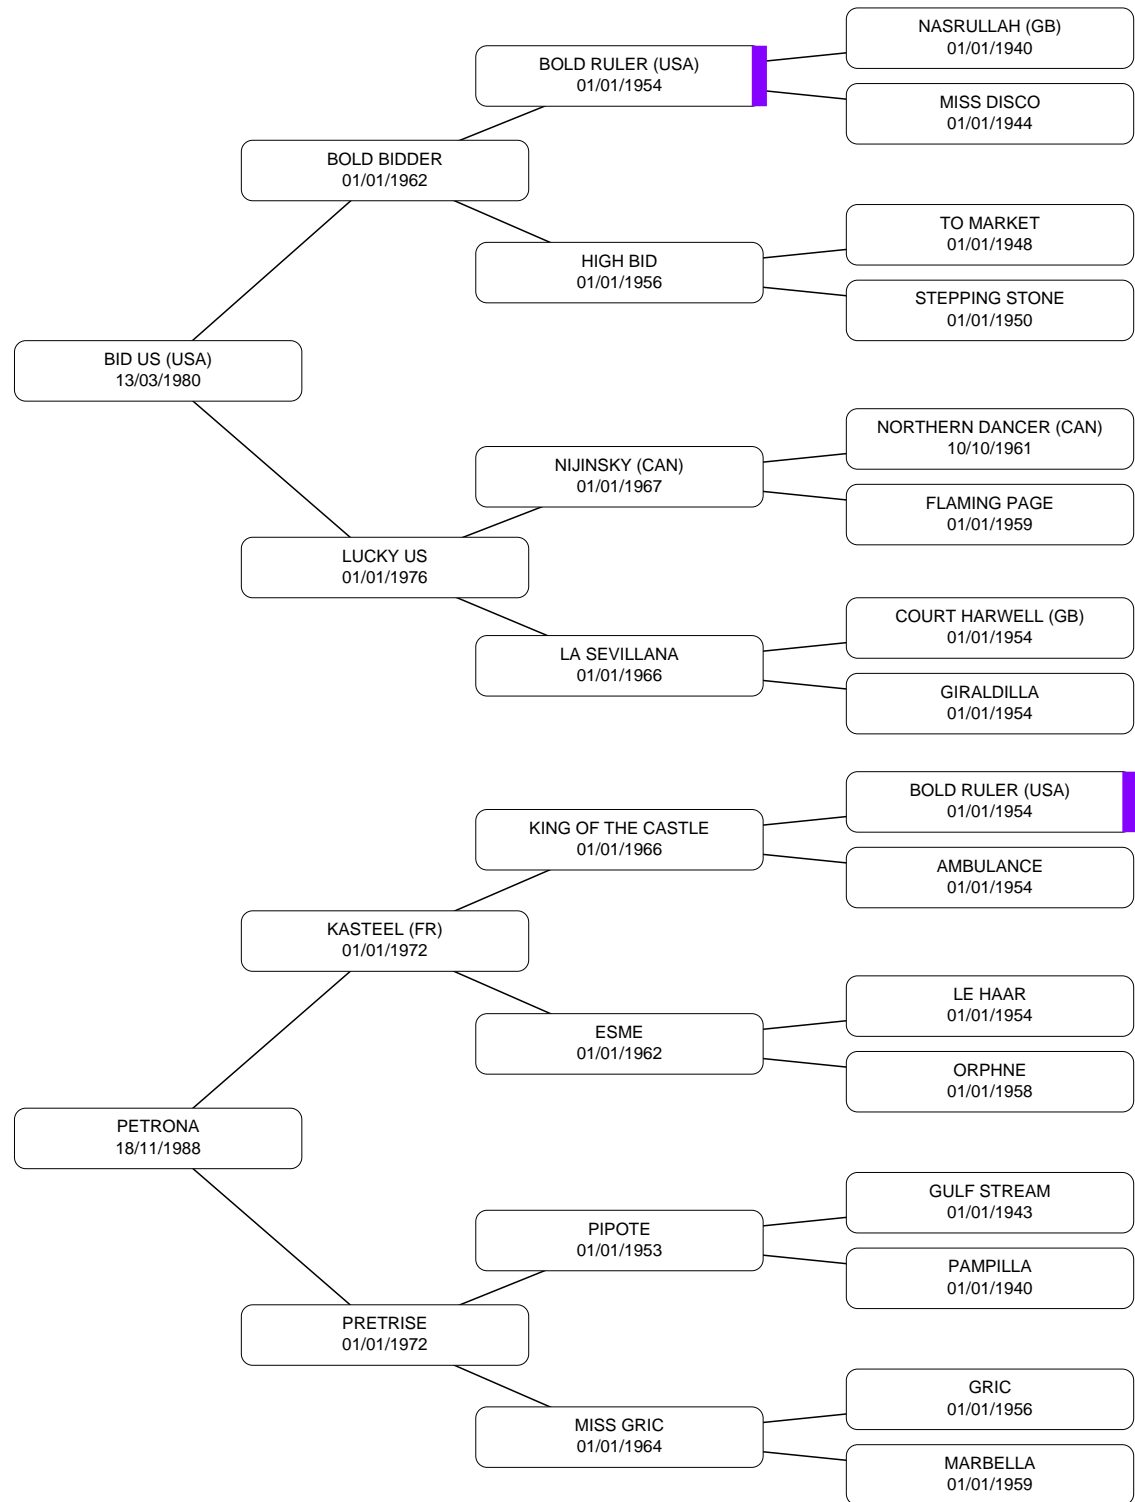 NASRULLAH (GB)
01/01/1940
BOLD RULER (USA)
01/01/1954
MISS DISCO
01/01/1944
BOLD BIDDER
01/01/1962
TO MARKET
01/01/1948
HIGH BID
01/01/1956
STEPPING STONE
01/01/1950
BID US (USA)
13/03/1980
NORTHERN DANCER (CAN)
10/10/1961
NIJINSKY (CAN)
01/01/1967
FLAMING PAGE
01/01/1959
LUCKY US
01/01/1976
COURT HARWELL (GB)
01/01/1954
LA SEVILLANA
01/01/1966
GIRALDILLA
01/01/1954
BOLD RULER (USA)
01/01/1954
KING OF THE CASTLE
01/01/1966
AMBULANCE
01/01/1954
KASTEEL (FR)
01/01/1972
LE HAAR
01/01/1954
ESME
01/01/1962
ORPHNE
01/01/1958
PETRONA
18/11/1988
GULF STREAM
01/01/1943
PIPOTE
01/01/1953
PAMPILLA
01/01/1940
PRETRISE
01/01/1972
GRIC
01/01/1956
MISS GRIC
01/01/1964
MARBELLA
01/01/1959